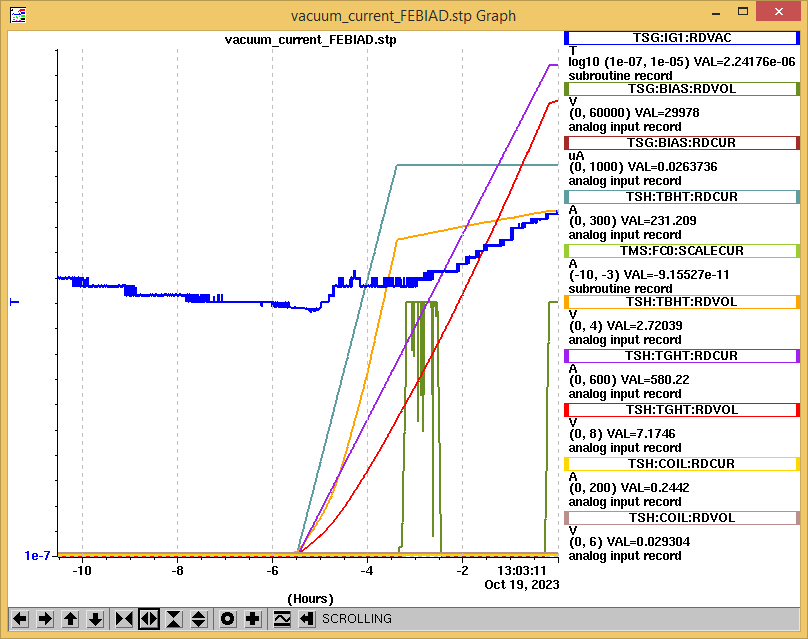 vacuum_current_FEBIAD.stp Graph
vacuum_current_FEBIAD.stp
1e-7
-10
-8
-6
-4
-2
13:03:11
Oct 19, 2023
(Hours)
TSG:IG1:RDVAC
T
log10 (1e-07, 1e-05) VAL=2.24176e-06
subroutine record
TSG:BIAS:RDVOL
V
(0, 60000) VAL=29978
analog input record
TSG:BIAS:RDCUR
uA
(0, 1000) VAL=0.0263736
analog input record
TSH:TBHT:RDCUR
A
(0, 300) VAL=231.209
analog input record
TMS:FC0:SCALECUR
A
(-10, -3) VAL=-9.15527e-11
subroutine record
TSH:TBHT:RDVOL
V
(0, 4) VAL=2.72039
analog input record
TSH:TGHT:RDCUR
A
(0, 600) VAL=580.22
analog input record
TSH:TGHT:RDVOL
V
(0, 8) VAL=7.1746
analog input record
TSH:COIL:RDCUR
A
(0, 200) VAL=0.2442
analog input record
TSH:COIL:RDVOL
V
(0, 6) VAL=0.029304
analog input record
SCROLLING